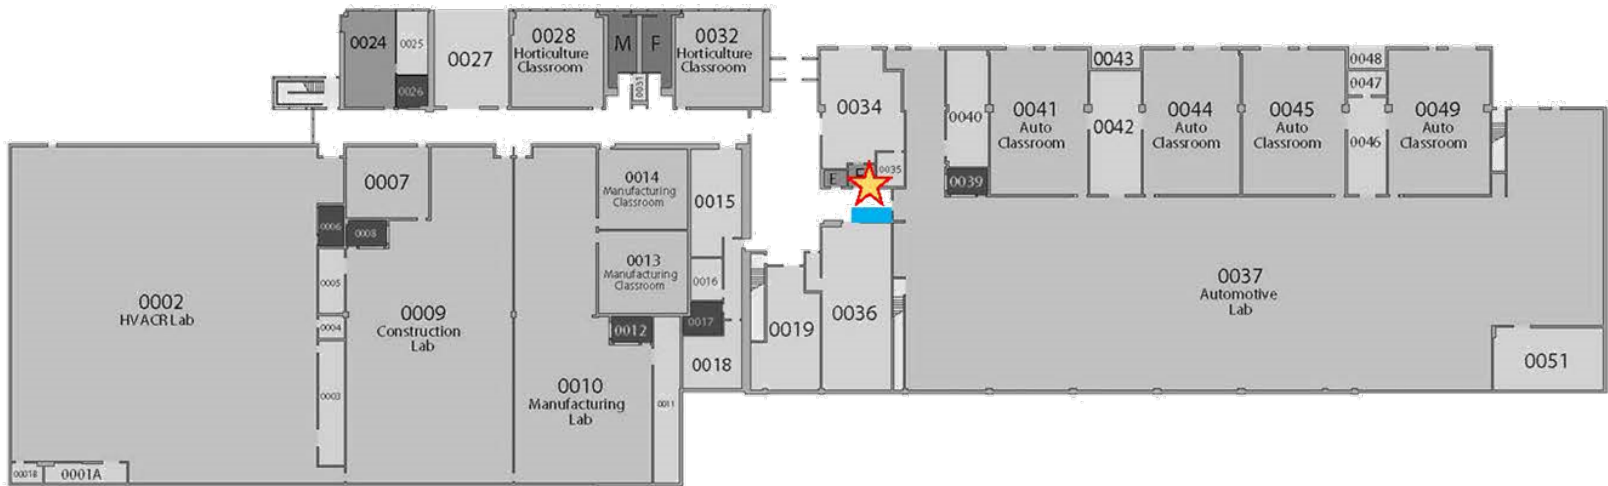 0024
0025
0026
0027
0028
Horticulture
Classroom
M
F
0031
0032
Horticulture
Classroom
0034
0035
E
0043
0048
0047
0040
0041
Auto
Classroom
0042
0044
Auto
Classroom
0045
Auto
Classroom
0046
0049
Auto
Classroom
0039
0007
0014
Manufacturing
Classroom
0015
0006
0008
0013
Manufacturing
Classroom
0005
0016
0002
HVACR Lab
0009
Construction
Lab
0004
0012
0017
0019
0036
0037
Automotive
Lab
0018
0051
0010
Manufacturing
Lab
0003
0011
0001B
0001A